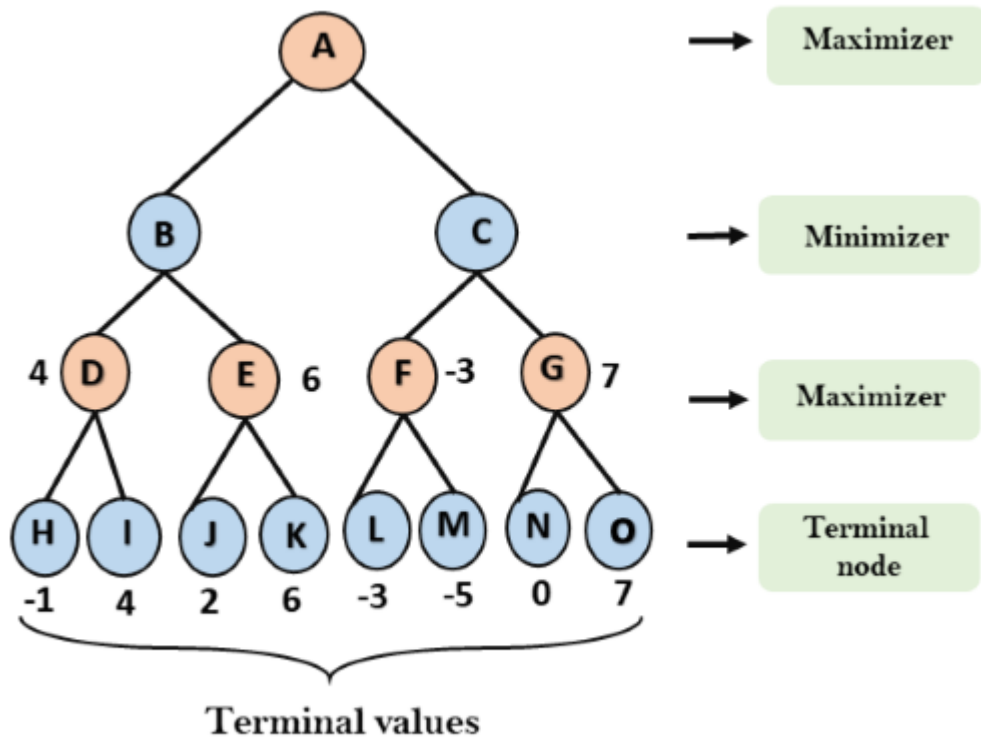 A
Maximizer
B
C
Minimizer
4
D
E
6
F
-3
G
7
Maximizer
H
I
J
K
L
M
N
O
Terminal
node
-1
4
2
6
-3
-5
0
7
Terminal values